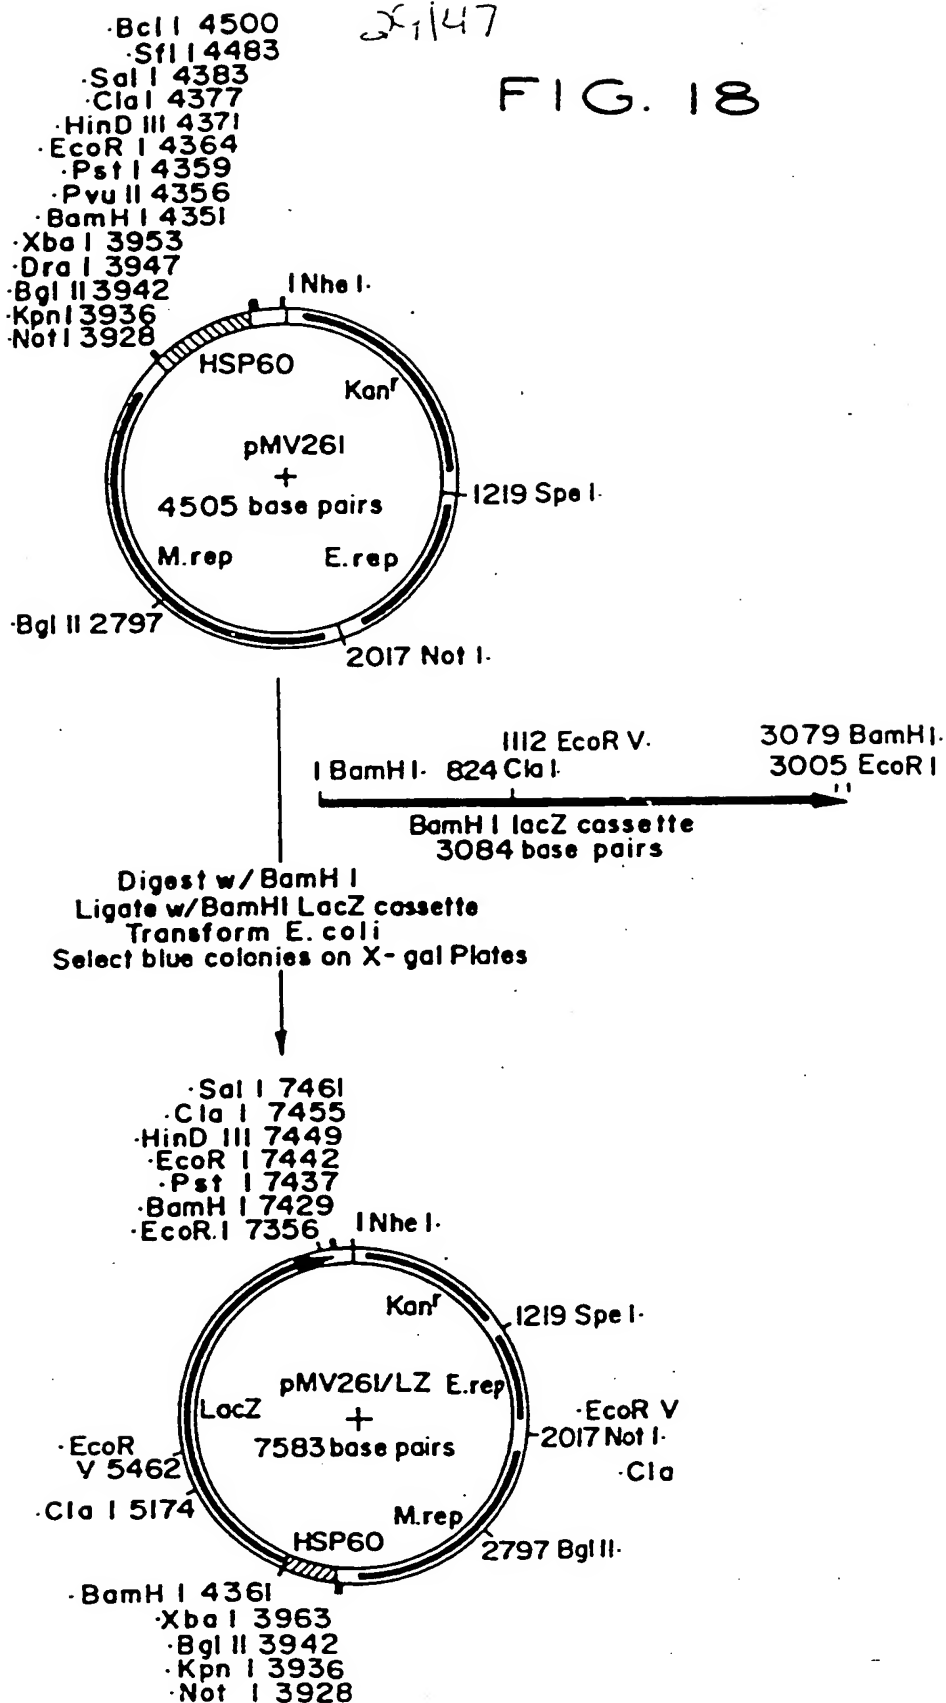 ·Bcl I 4500
·Sfi I 4483
·Sal I 4383
·Cla I 4377
·HinD III 4371
·EcoR I 4364
·Pst I 4359
·Pvu II 4356
·BamH I 4351
·Xba I 3953
·Dra I 3947
·Bgl II 3942
·Kpn I 3936
·Not I 3928
FIG. 18
1 Nhe I·
HSP60
Kanr
pMV261
+
4505 base pairs
1219 Spe I·
M.rep
E.rep
·Bgl II 2797
2017 Not I·
1112 EcoR V·
3079 BamH I·
1 BamH I·
824 Cla I·
3005 EcoR I
BamH I lacZ cassette
3084 base pairs
Digest w/BamH I
Ligate w/BamHI LacZ cassette
Transform E. coli
Select blue colonies on X-gal Plates
·Sal I 7461
·Cla I 7455
·HinD III 7449
·EcoR I 7442
·Pst I 7437
·BamH I 7429
·EcoR.I 7356
1 Nhe I·
Kanr
1219 Spe I·
pMV261/LZ
E.rep
LacZ
+
·EcoR V
7583 base pairs
2017 Not I·
·EcoR
V 5462
·Cla
·Cla I 5174
M.rep
HSP60
2797 Bgl II·
·BamH I 4361
·Xba I 3963
·Bgl II 3942
·Kpn I 3936
·Not I 3928